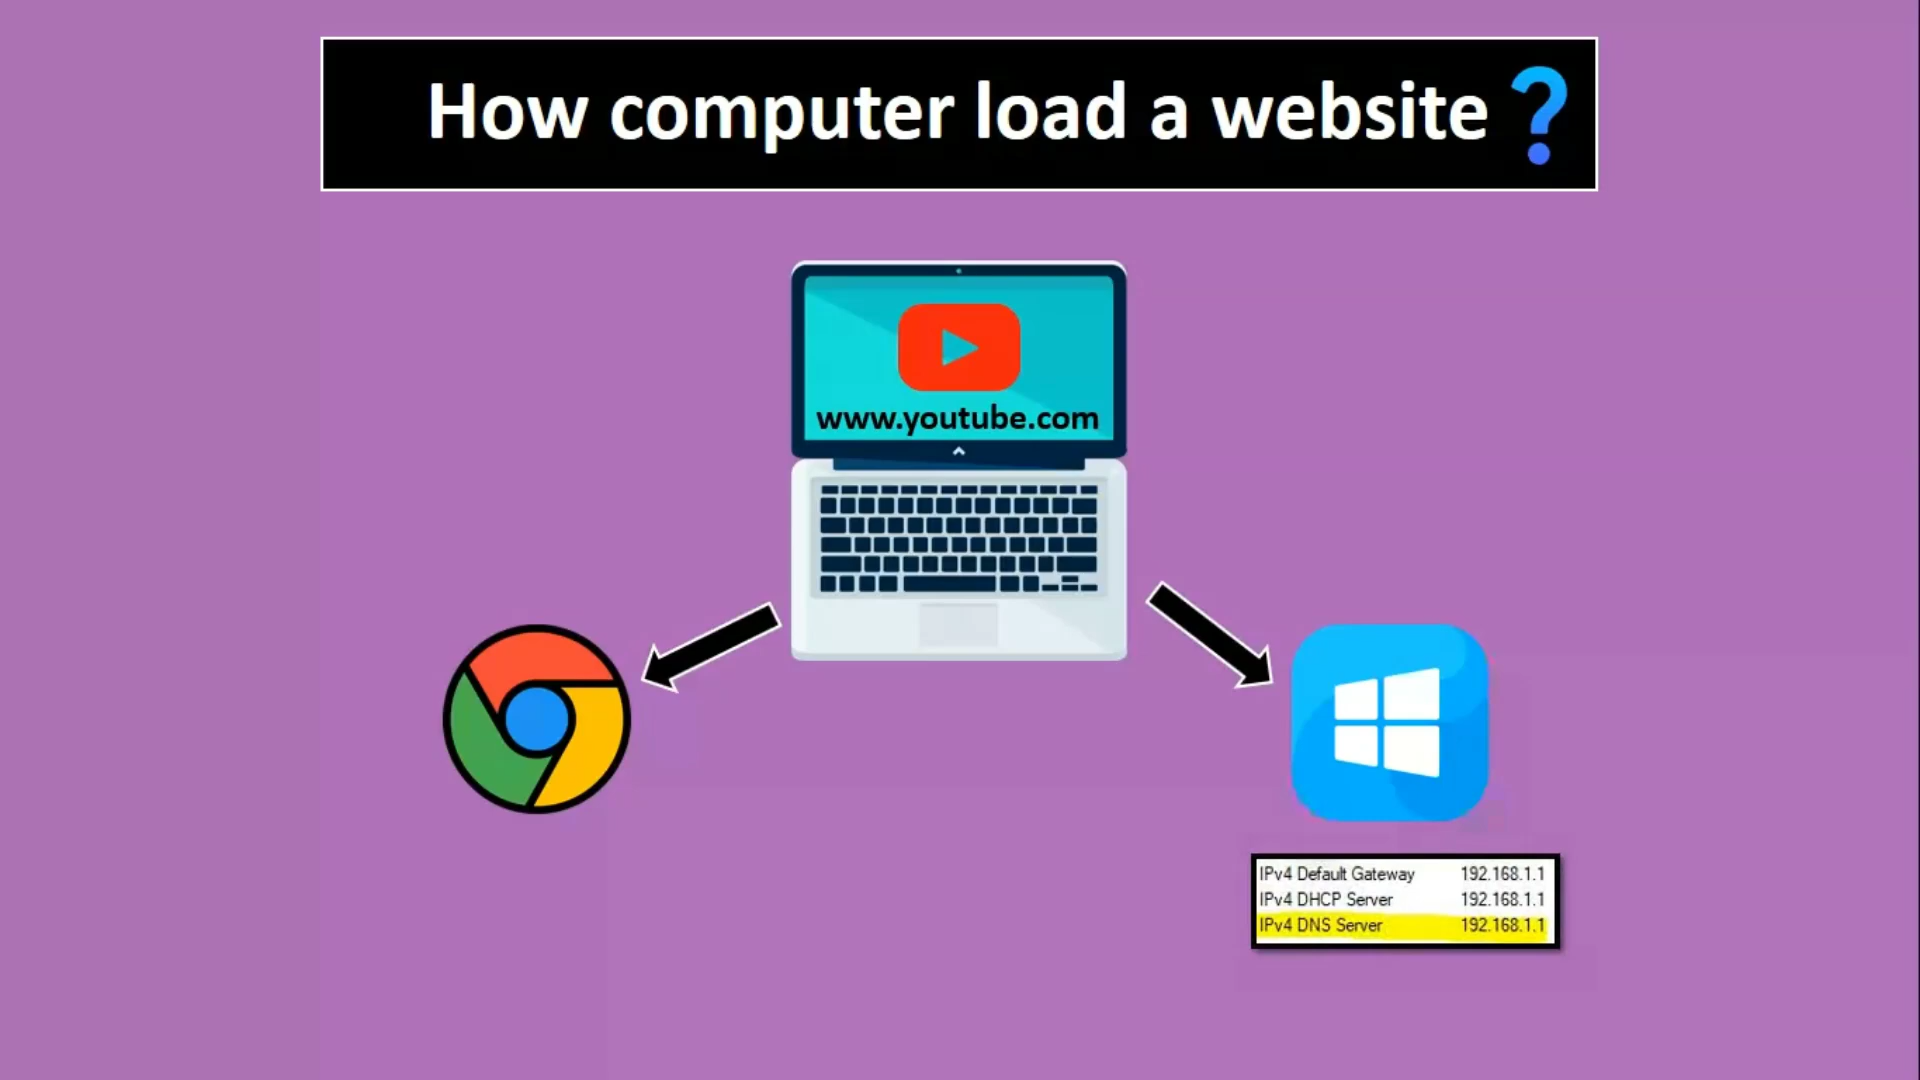 How computer load a website?
www.youtube.com
IPv4 Default Gateway 192.168.1.1
IPv4 DHCP Server 192.168.1.1
IPv4 DNS Server 192.168.1.1